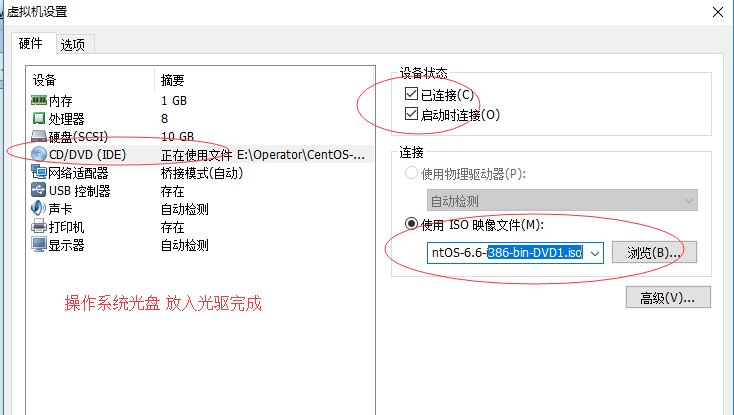 虚拟机设置
硬件 选项
设备 摘要
内存 1 GB
处理器 8
硬盘(SCSI) 10 GB
CD/DVD (IDE) 正在使用文件 E:\Operator\CentOS-...
网络适配器 桥接模式(自动)
USB 控制器 存在
声卡 自动检测
打印机 存在
显示器 自动检测
操作系统光盘 放入光驱完成
设备状态
已连接(C)
启动时连接(O)
连接
使用物理驱动器(P):
自动检测
使用 ISO 映像文件(M):
ntOS-6.6-i386-bin-DVD1.iso 浏览(B)...
高级(V)...